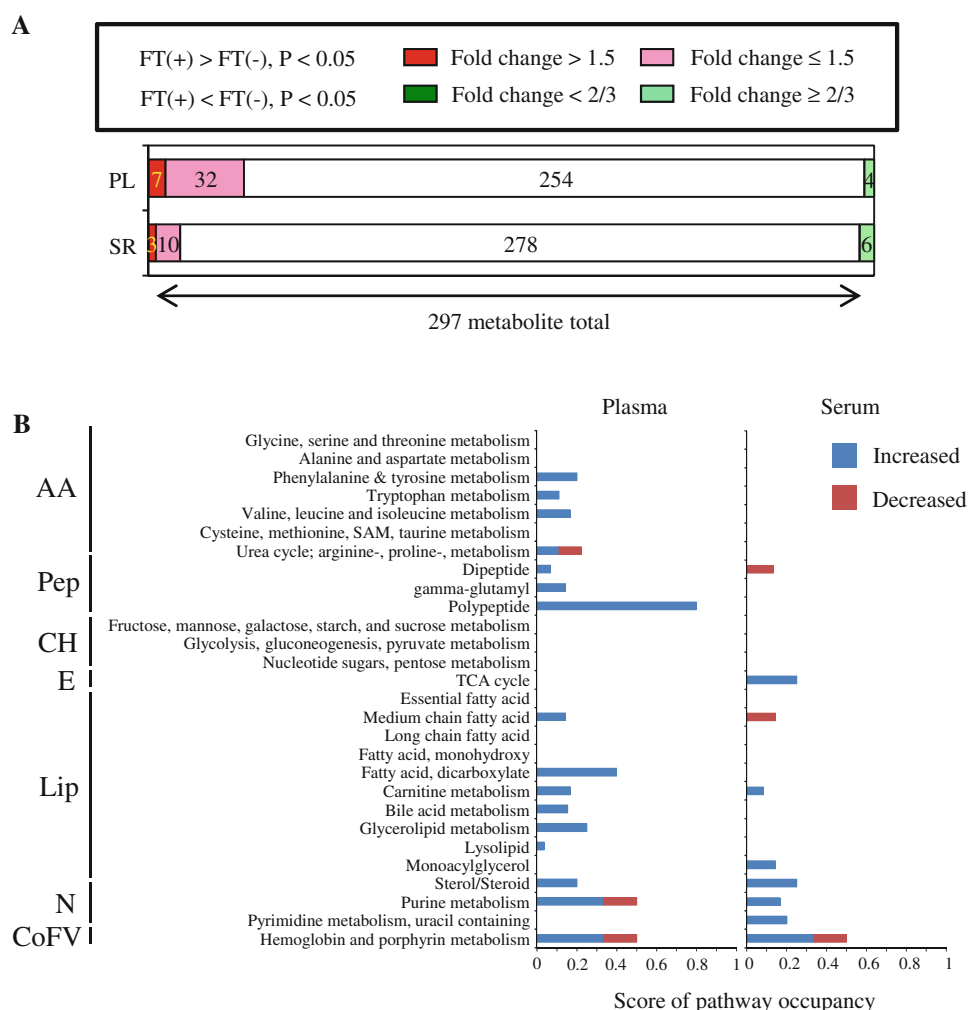 A
FT(+) > FT(-), P < 0.05
Fold change > 1.5
Fold change ≤ 1.5
FT(+) < FT(-), P < 0.05
Fold change < 2/3
Fold change ≥ 2/3
PL
7
32
254
4
SR
3
10
278
6
297 metabolite total
B
Plasma
Serum
Increased
Decreased
AA
Glycine, serine and threonine metabolism
Alanine and aspartate metabolism
Phenylalanine & tyrosine metabolism
Tryptophan metabolism
Valine, leucine and isoleucine metabolism
Cysteine, methionine, SAM, taurine metabolism
Urea cycle; arginine-, proline-, metabolism
Pep
Dipeptide
gamma-glutamyl
Polypeptide
CH
Fructose, mannose, galactose, starch, and sucrose metabolism
Glycolysis, gluconeogenesis, pyruvate metabolism
Nucleotide sugars, pentose metabolism
E
TCA cycle
Lip
Essential fatty acid
Medium chain fatty acid
Long chain fatty acid
Fatty acid, monohydroxy
Fatty acid, dicarboxylate
Carnitine metabolism
Bile acid metabolism
Glycerolipid metabolism
Lysolipid
Monoacylglycerol
Sterol/Steroid
N
Purine metabolism
Pyrimidine metabolism, uracil containing
CoFV
Hemoglobin and porphyrin metabolism
0 0.2 0.4 0.6 0.8 1
0 0.2 0.4 0.6 0.8 1
Score of pathway occupancy